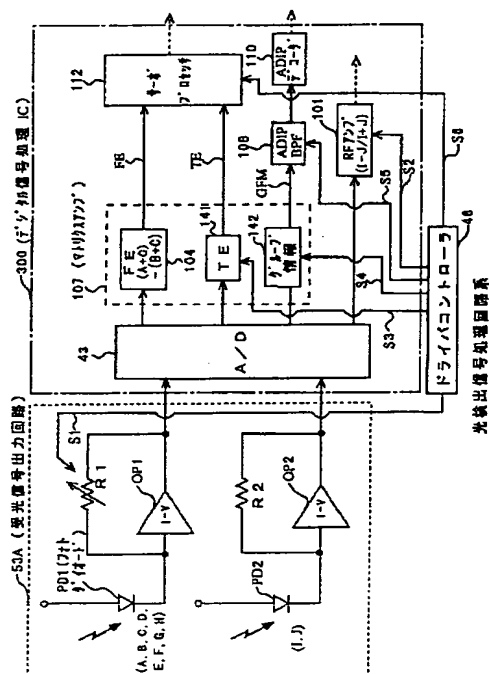 300 (デジタル信号処理 IC)
112
サーボ
プロセッサ
FE
TE
107 (マトリクスアンプ)
FE
(A+C)
-(B+C)
104
TE
141
グルーブ
情報
142
GFM
ADIP
BPF
108
ADIP
デコーダ
110
RFアンプ
(I-J/I+J)
101
43
A/D
S6
S5
S2
S4
S3
ドライバコントローラ
46
53A (受光信号出力回路)
S1
R1
OP1
I-V
PD1 (フォト
ダイオード)
(A, B, C, D,
E, F, G, H)
R2
OP2
I-V
PD2
(I, J)
光検出信号処理回路系